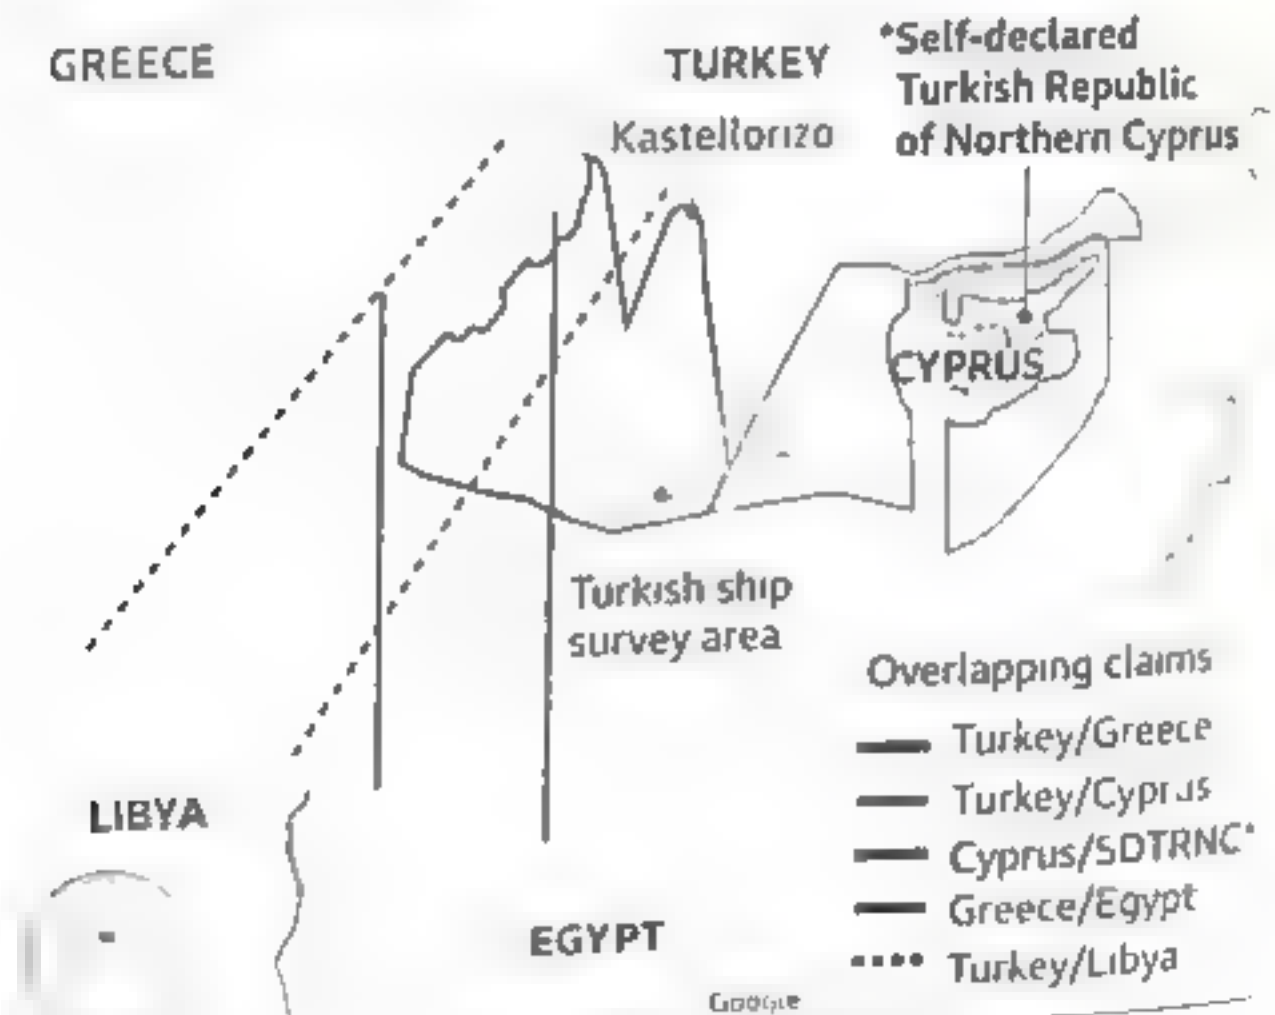 GREECE
TURKEY
*Self-declared
Turkish Republic
of Northern Cyprus
Kastellorizo
CYPRUS
Turkish ship
survey area
Overlapping claims
Turkey/Greece
Turkey/Cyprus
Cyprus/SDTRNC*
Greece/Egypt
Turkey/Libya
LIBYA
EGYPT
Google